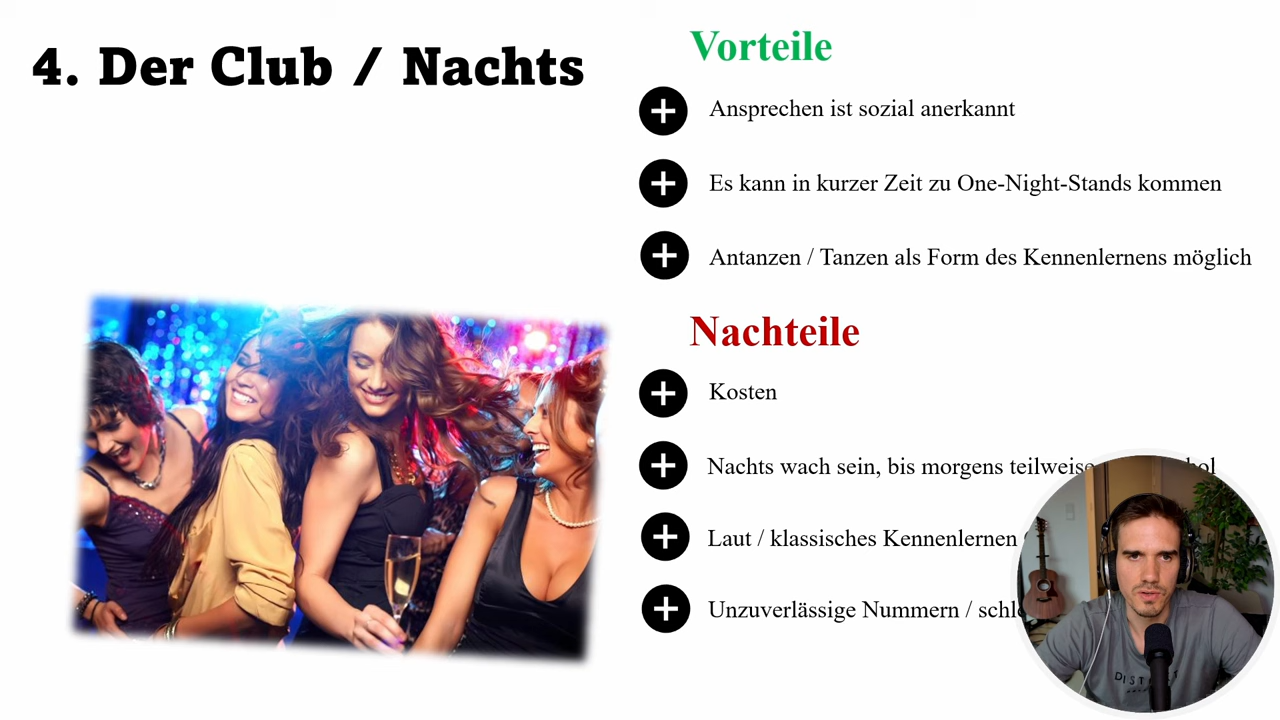 4. Der Club / Nachts
Vorteile
Ansprechen ist sozial anerkannt
Es kann in kurzer Zeit zu One-Night-Stands kommen
Antanzen / Tanzen als Form des Kennenlernens möglich
Nachteile
Kosten
Nachts wach sein, bis morgens teilweise
Laut / klassisches Kennenlernen
Unzuverlässige Nummern /